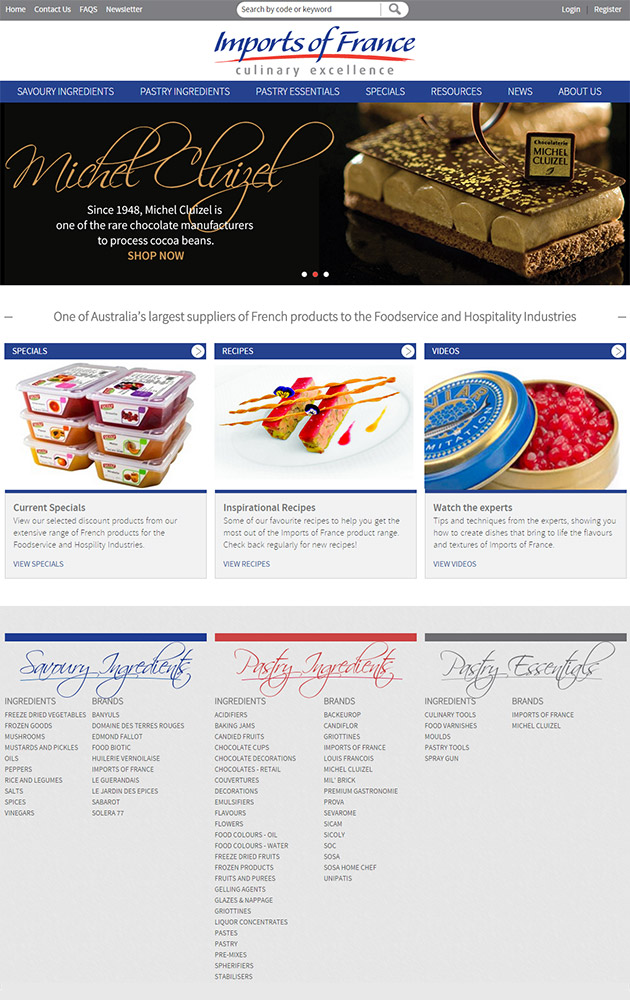 Home Contact Us FAQS Newsletter Search by code or keyword Login Register
Imports of France
culinary excellence
SAVOURY INGREDIENTS PASTRY INGREDIENTS PASTRY ESSENTIALS SPECIALS RESOURCES NEWS ABOUT US
Michel Cluizel
Chocolaterie
MICHEL
CLUIZEL
Since 1948, Michel Cluizel is
one of the rare chocolate manufacturers
to process cocoa beans.
SHOP NOW
One of Australia's largest suppliers of French products to the Foodservice and Hospitality Industries
SPECIALS
RECIPES
VIDEOS
Current Specials
View our selected discount products from our
extensive range of French products for the
Foodservice and Hospility Industries.
VIEW SPECIALS
Inspirational Recipes
Some of our favourite recipes to help you get the
most out of the Imports of France product range.
Check back regularly for new recipes!
VIEW RECIPES
Watch the experts
Tips and techniques from the experts, showing you
how to create dishes that bring to life the flavours
and textures of Imports of France.
VIEW VIDEOS
Savoury Ingredients
INGREDIENTS
FREEZE DRIED VEGETABLES
FROZEN GOODS
MUSHROOMS
MUSTARDS AND PICKLES
OILS
PEPPERS
RICE AND LEGUMES
SALTS
SPICES
VINEGARS
BRANDS
BANYULS
DOMAINE DES TERRES ROUGES
EDMOND FALLOT
FOOD BIOTIC
HUILERIE VERNOILAISE
IMPORTS OF FRANCE
LE GUERANDAIS
LE JARDIN DES EPICES
SABAROT
SOLERA 77
Pastry Ingredients
INGREDIENTS
ACIDIFIERS
BAKING JAMS
CANDIED FRUITS
CHOCOLATE CUPS
CHOCOLATE DECORATIONS
CHOCOLATES - RETAIL
COUVERTURES
DECORATIONS
EMULSIFIERS
FLAVOURS
FLOWERS
FOOD COLOURS - OIL
FOOD COLOURS - WATER
FREEZE DRIED FRUITS
FROZEN PRODUCTS
FRUITS AND PUREES
GELLING AGENTS
GLAZES & NAPPAGE
GRIOTTINES
LIQUOR CONCENTRATES
PASTES
PASTRY
PRE-MIXES
SPHERIFIERS
STABILISERS
BRANDS
BACKEUROP
CANDIFLOR
GRIOTTINES
IMPORTS OF FRANCE
LOUIS FRANCOIS
MICHEL CLUIZEL
MIL' BRICK
PREMIUM GASTRONOMIE
PROVA
SEVAROME
SICAM
SICOLY
SOC
SOSA
SOSA HOME CHEF
UNIPATIS
Pastry Essentials
INGREDIENTS
CULINARY TOOLS
FOOD VARNISHES
MOULDS
PASTRY TOOLS
SPRAY GUN
BRANDS
IMPORTS OF FRANCE
MICHEL CLUIZEL